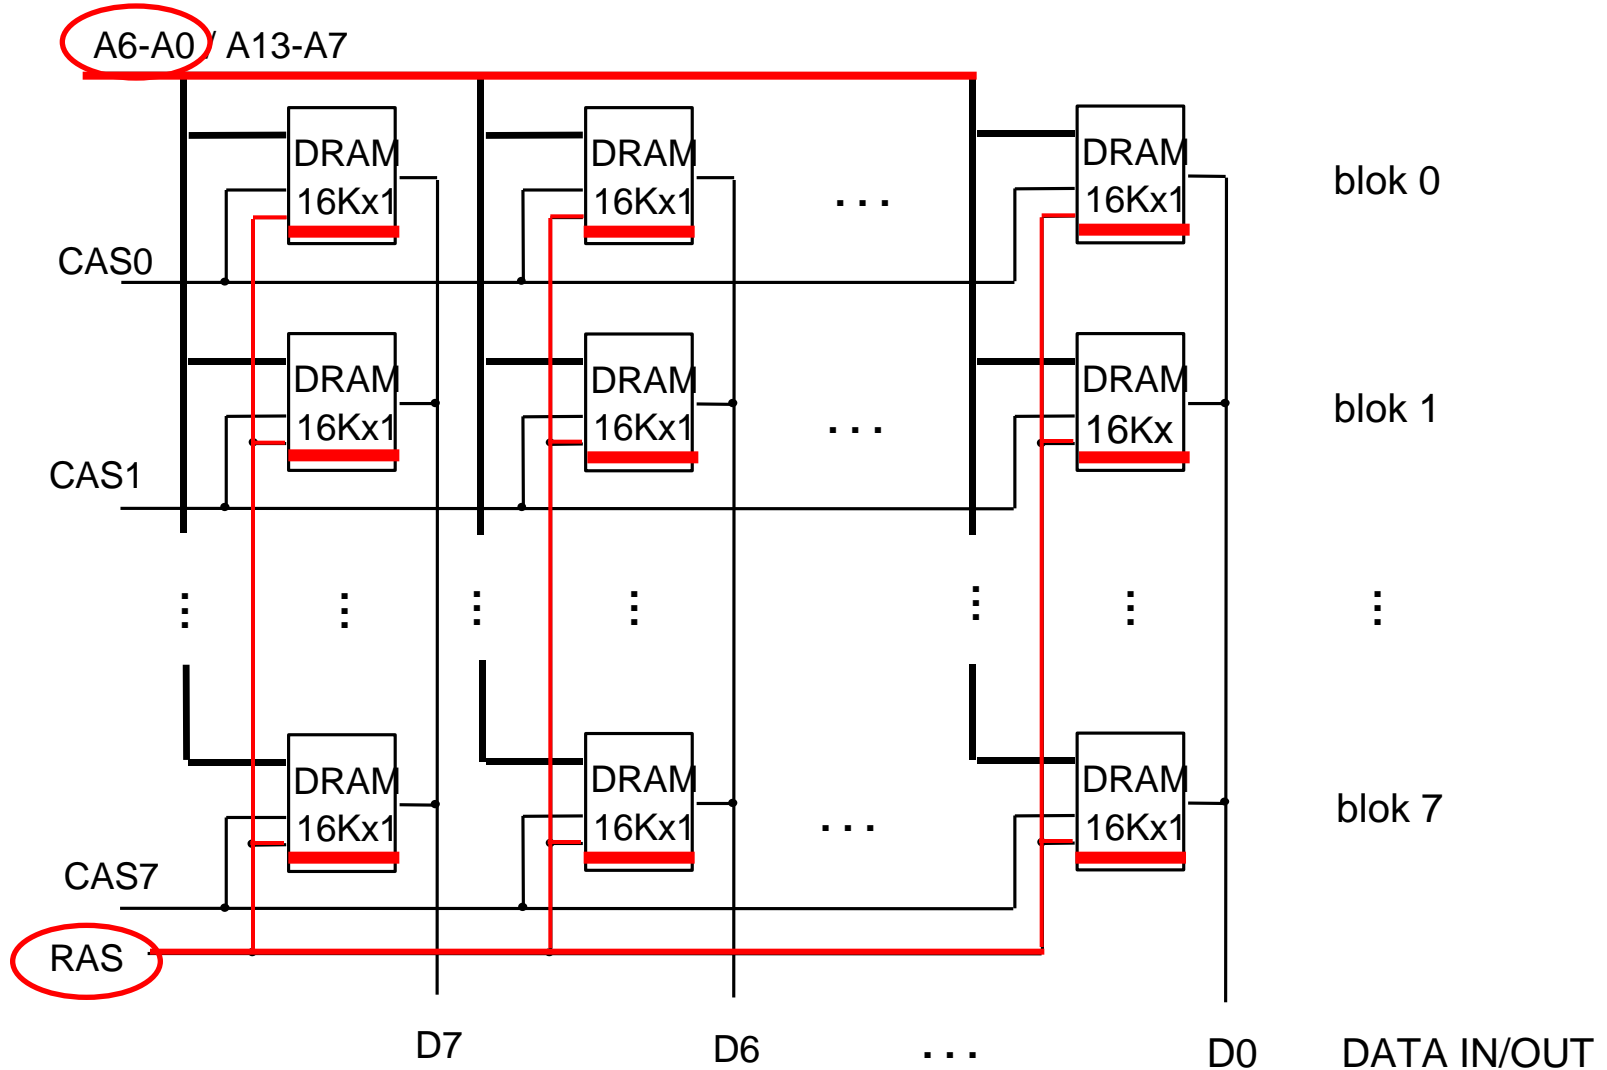 A6-A0 / A13-A7
DRAM DRAM DRAM
16Kx1 16Kx1 . . . 16Kx1 blok 0
CAS0
DRAM DRAM DRAM
16Kx1 16Kx1 . . . 16Kx blok 1
CAS1
... ... ... ... ... ... ...
DRAM DRAM DRAM
16Kx1 16Kx1 . . . 16Kx1 blok 7
CAS7
RAS
D7 D6 . . . D0 DATA IN/OUT